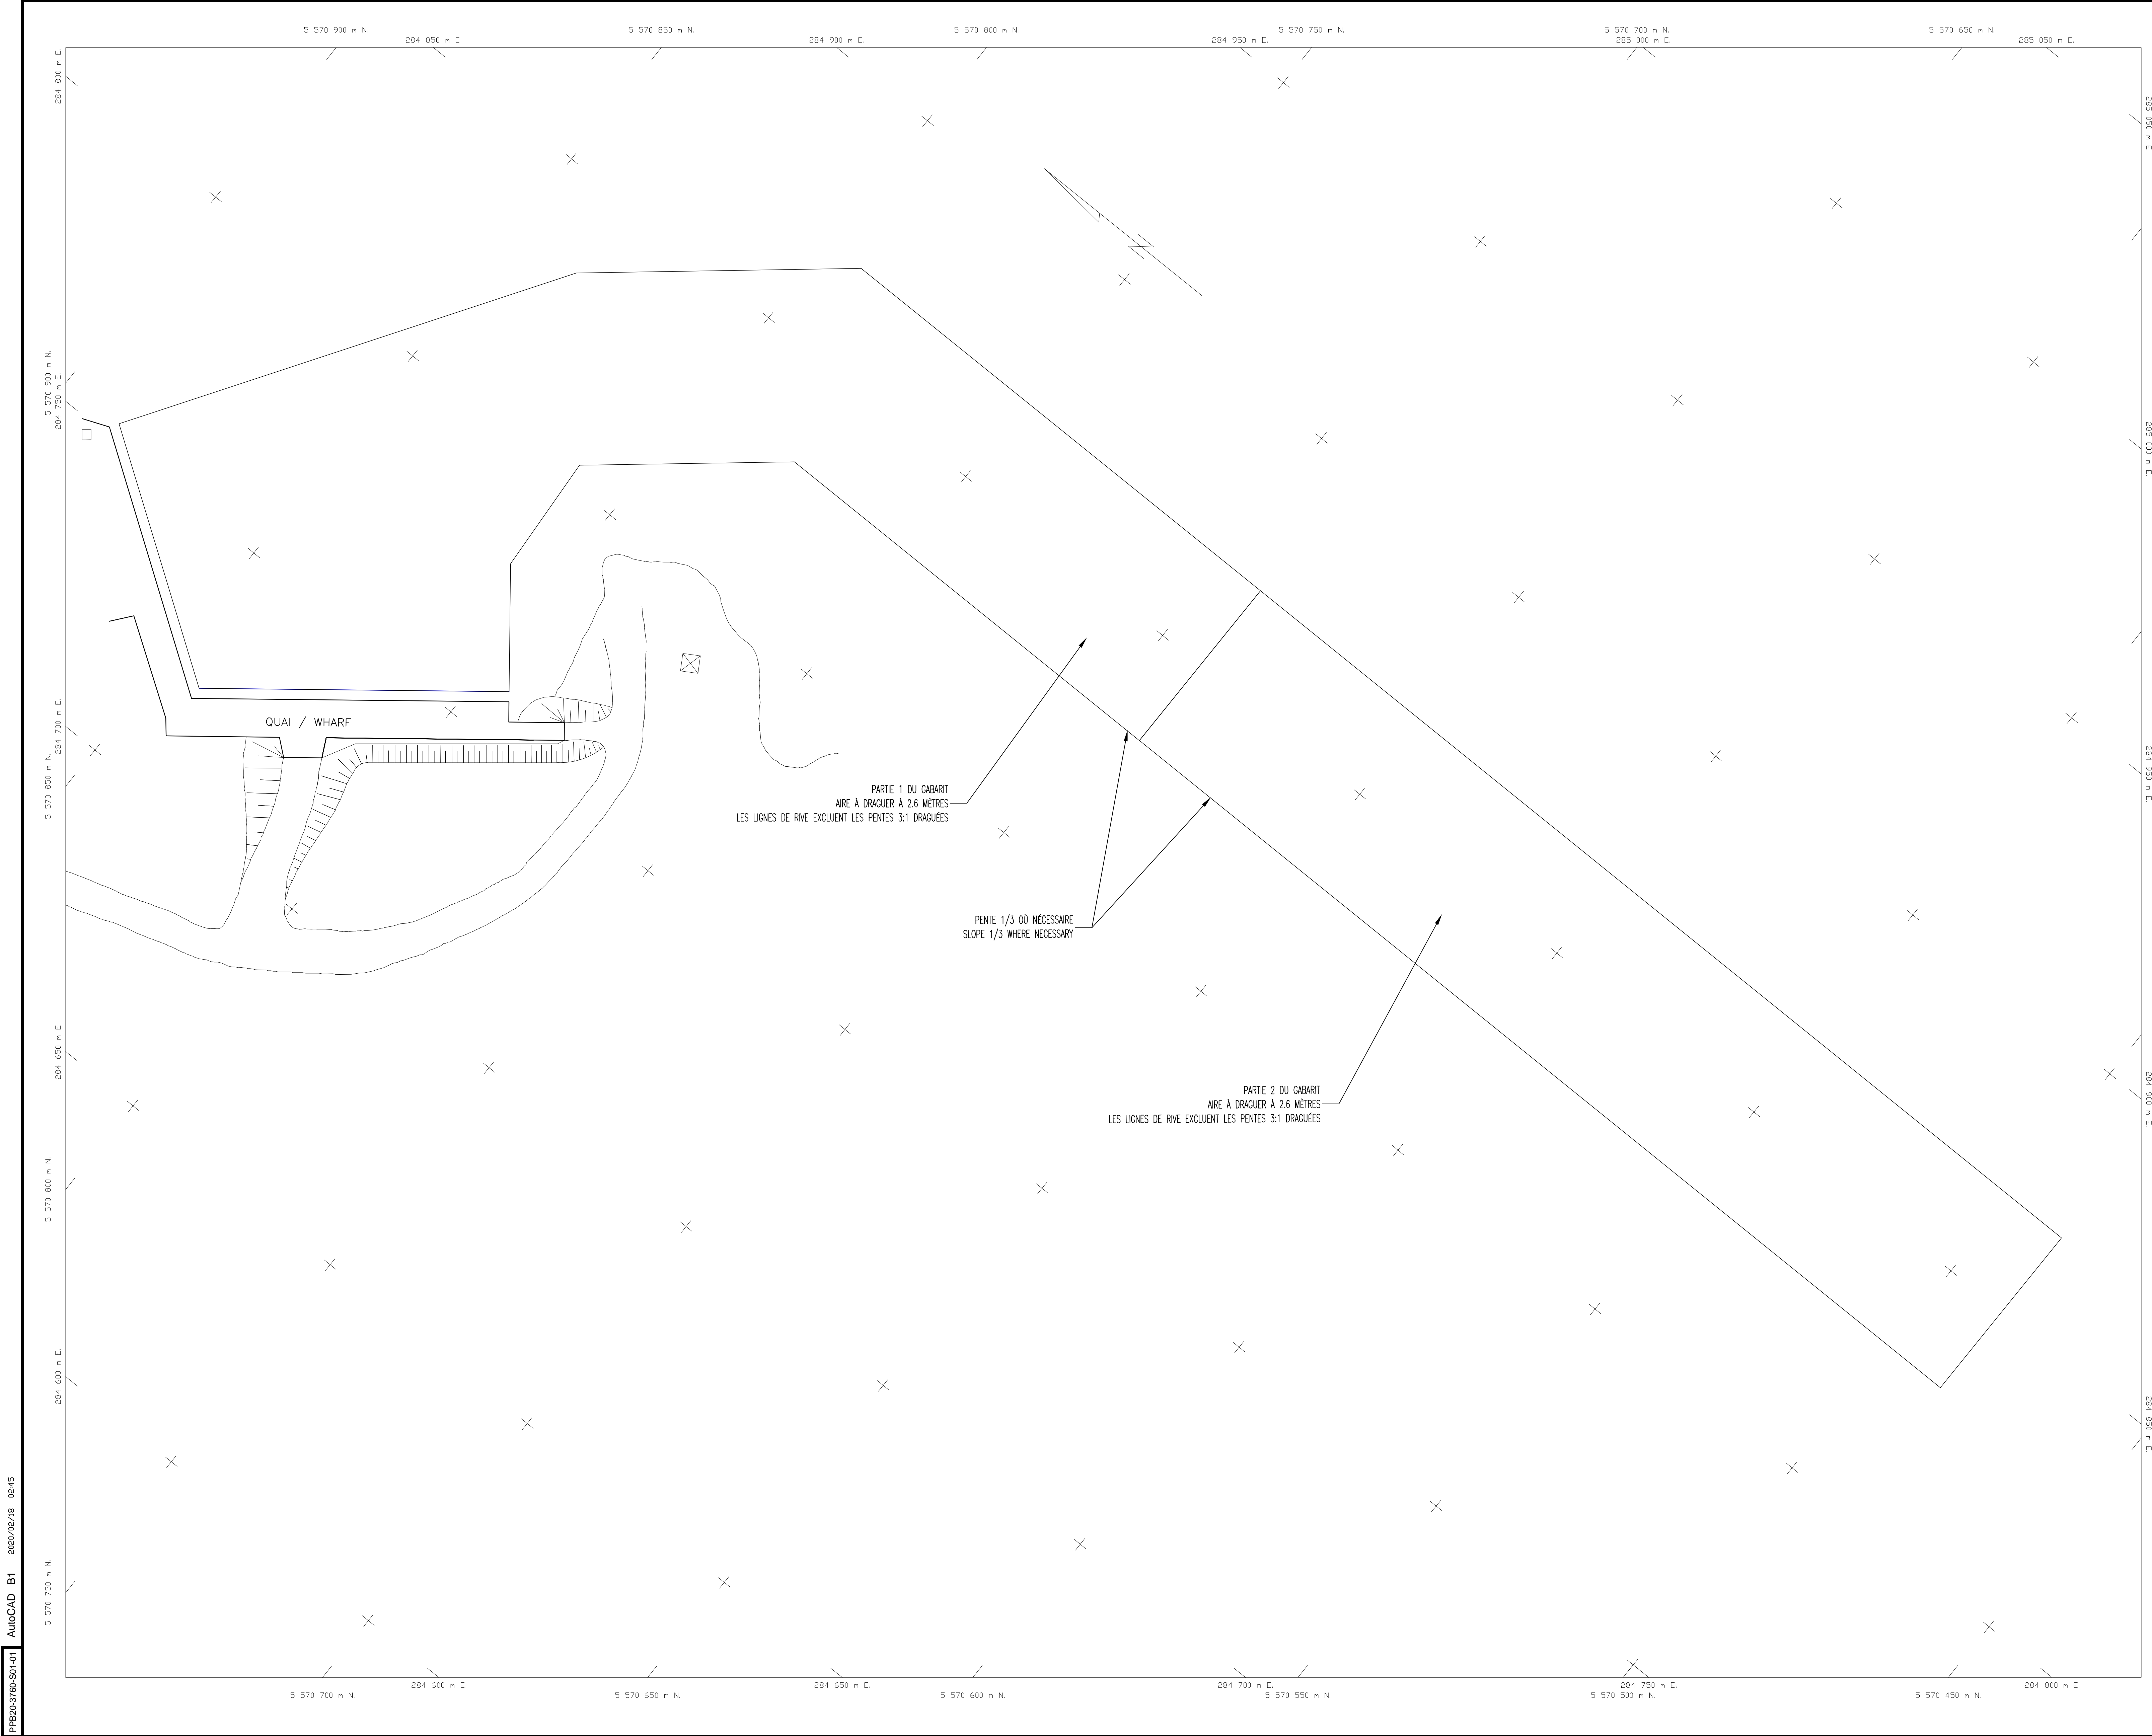 5 570 900 m N.
5 570 850 m N.
5 570 800 m N.
5 570 750 m N.
5 570 700 m N.
5 570 650 m N.
284 850 m E.
284 900 m E.
284 950 m E.
285 000 m E.
285 050 m E.
284 800 m E.
5 570 900 m N.
284 750 m E.
284 700 m E.
5 570 850 m N.
284 650 m E.
5 570 800 m N.
284 600 m E.
5 570 750 m N.
285 050 m E.
285 000 m E.
284 950 m E.
284 900 m E.
284 850 m E.
N
QUAI / WHARF
PARTIE 1 DU GABARIT
AIRE À DRAGUER À 2.6 MÈTRES
LES LIGNES DE RIVE EXCLUENT LES PENTES 3:1 DRAGUÉES
PENTE 1/3 OÙ NÉCESSAIRE
SLOPE 1/3 WHERE NECESSARY
PARTIE 2 DU GABARIT
AIRE À DRAGUER À 2.6 MÈTRES
LES LIGNES DE RIVE EXCLUENT LES PENTES 3:1 DRAGUÉES
284 600 m E.
284 650 m E.
284 700 m E.
284 750 m E.
284 800 m E.
5 570 700 m N.
5 570 650 m N.
5 570 600 m N.
5 570 550 m N.
5 570 500 m N.
5 570 450 m N.
PPB20-3760-S01-01 AutoCAD B1 2020/02/18 02:45